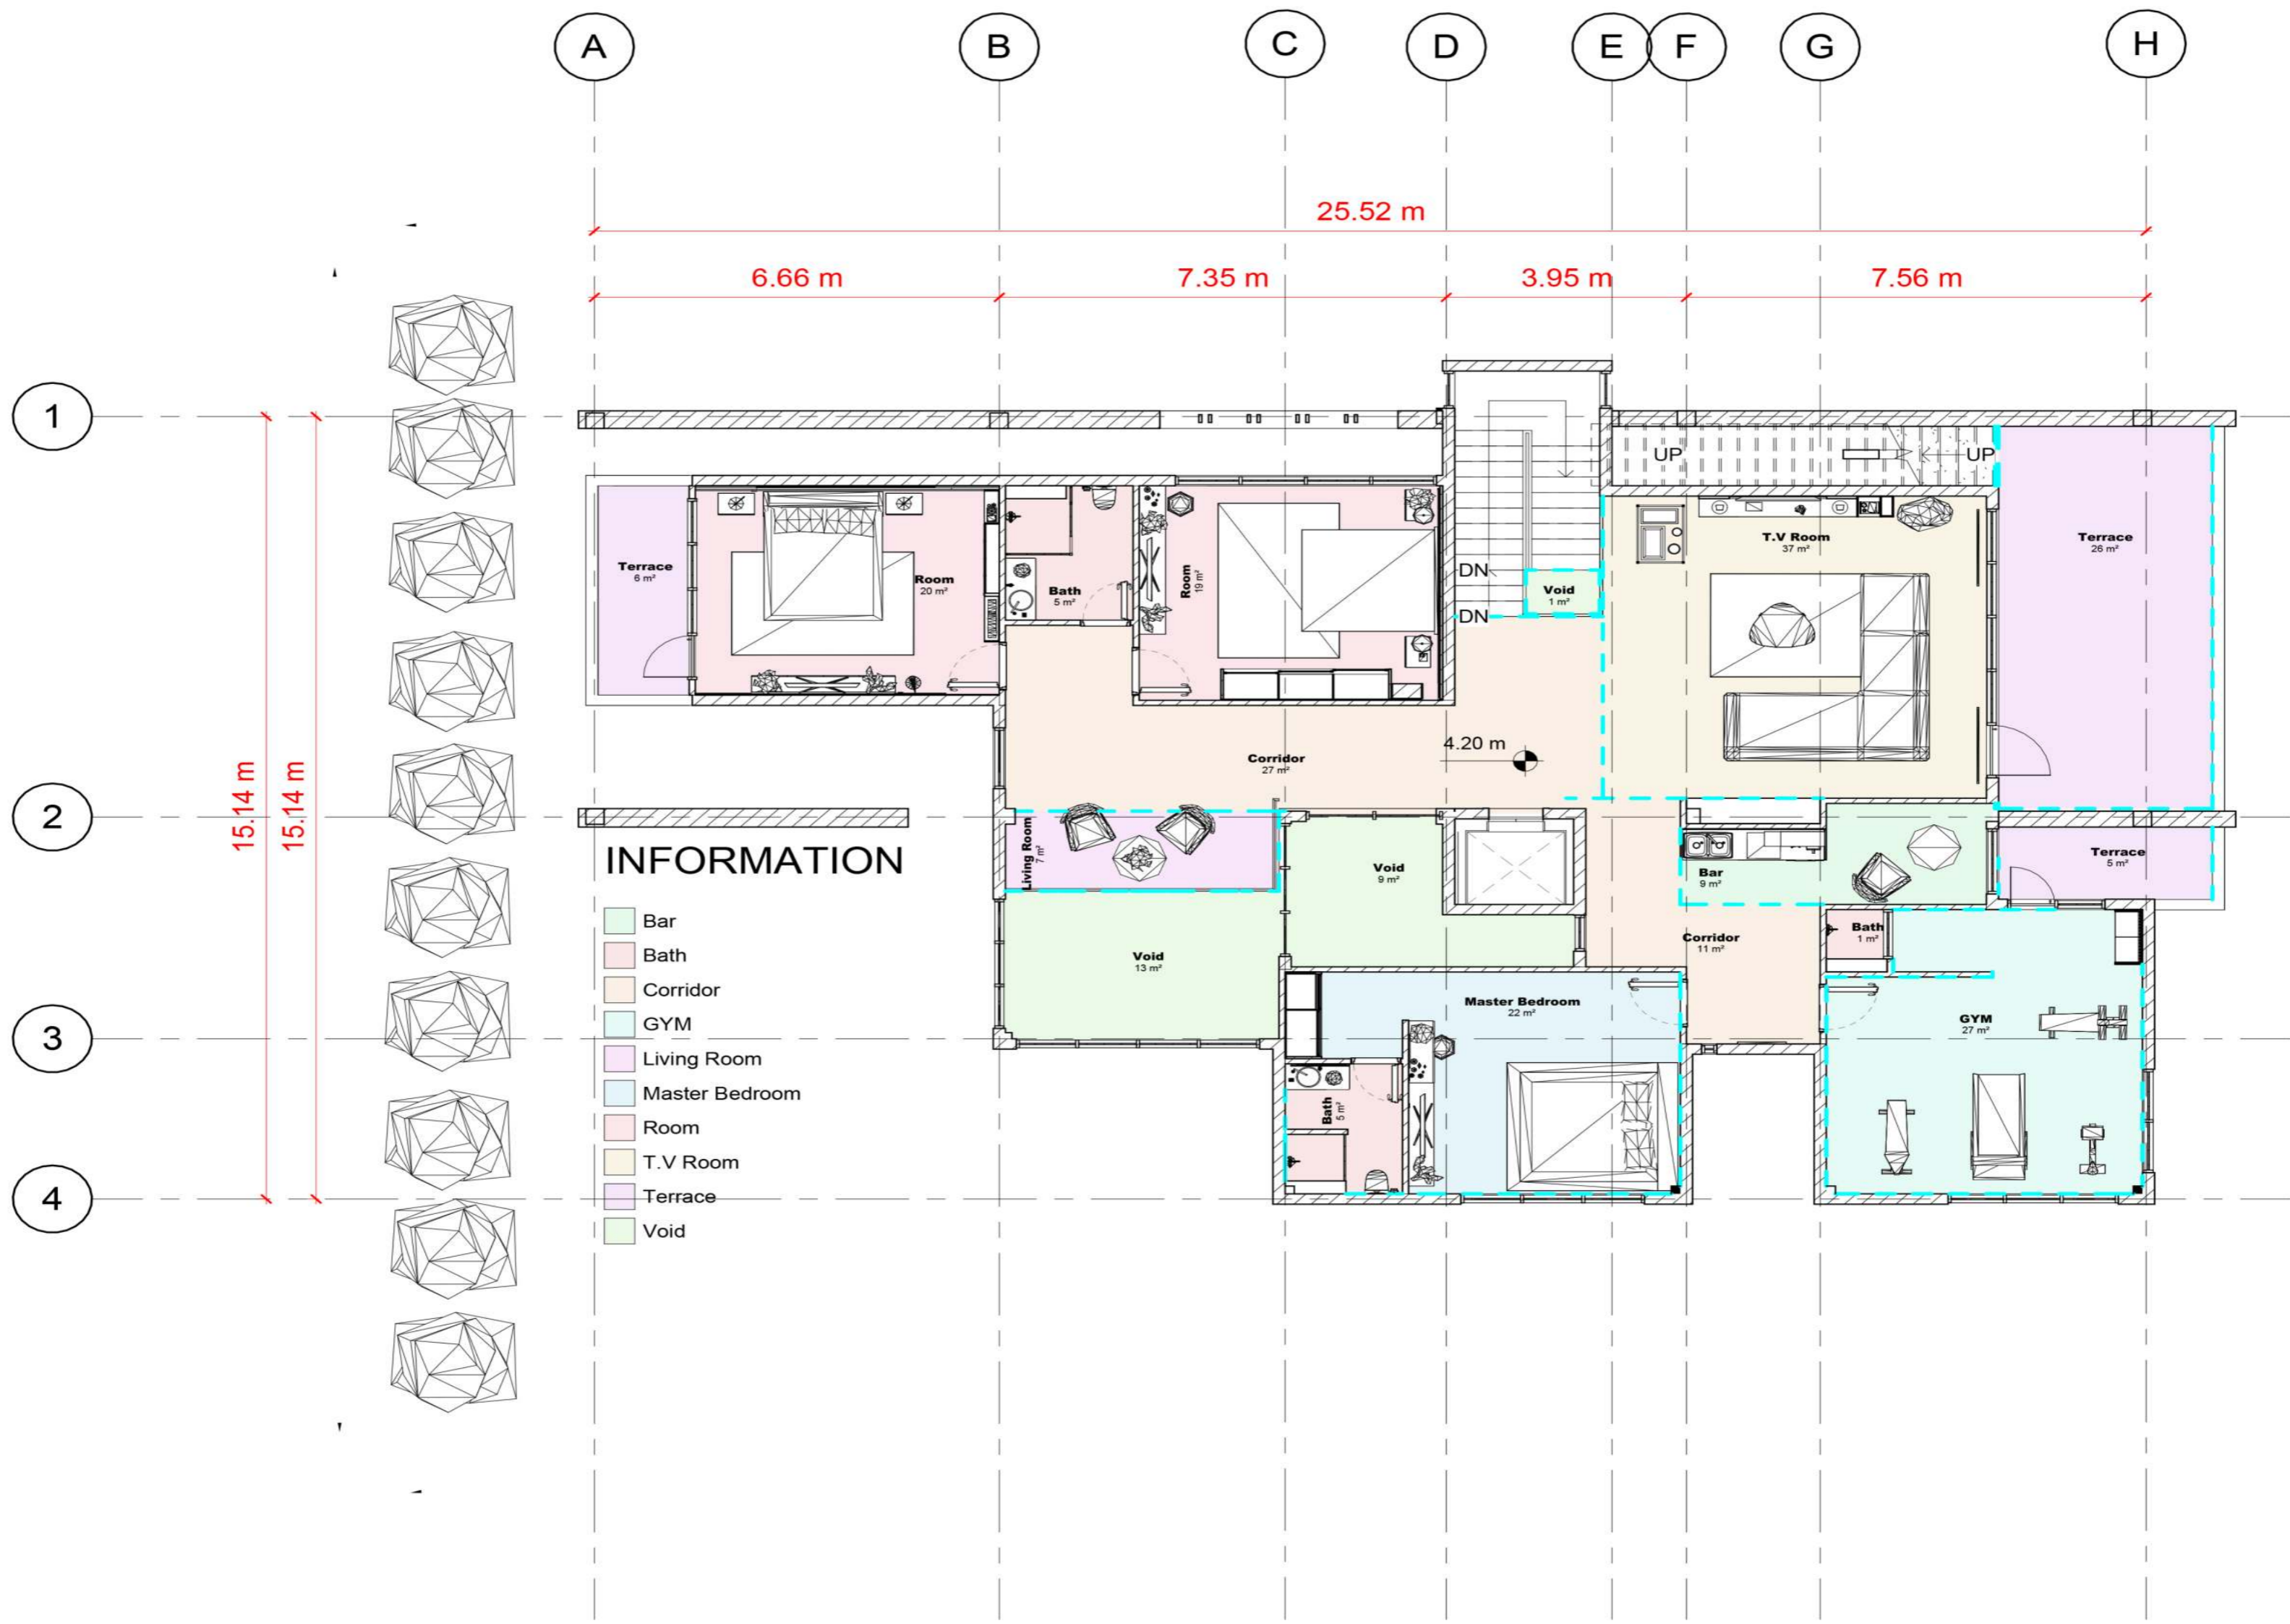 A
B
C
D
E
F
G
H
25.52 m
6.66 m
7.35 m
3.95 m
7.56 m
1
2
3
4
15.14 m
15.14 m
UP
UP
Terrace
6 m²
Room
20 m²
Bath
5 m²
Room
19 m²
DN
DN
Void
1 m²
T.V Room
37 m²
Terrace
26 m²
Corridor
27 m²
4.20 m
Living Room
7 m²
Void
9 m²
Bar
9 m²
Terrace
5 m²
Void
13 m²
Corridor
11 m²
Bath
1 m²
Master Bedroom
22 m²
GYM
27 m²
Bath
5 m²
INFORMATION
Bar
Bath
Corridor
GYM
Living Room
Master Bedroom
Room
T.V Room
Terrace
Void